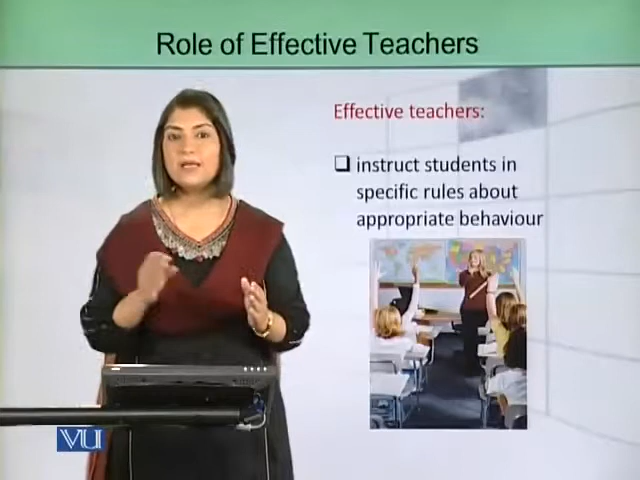 Role of Effective Teachers
Effective teachers:
instruct students in
specific rules about
appropriate behaviour
VU